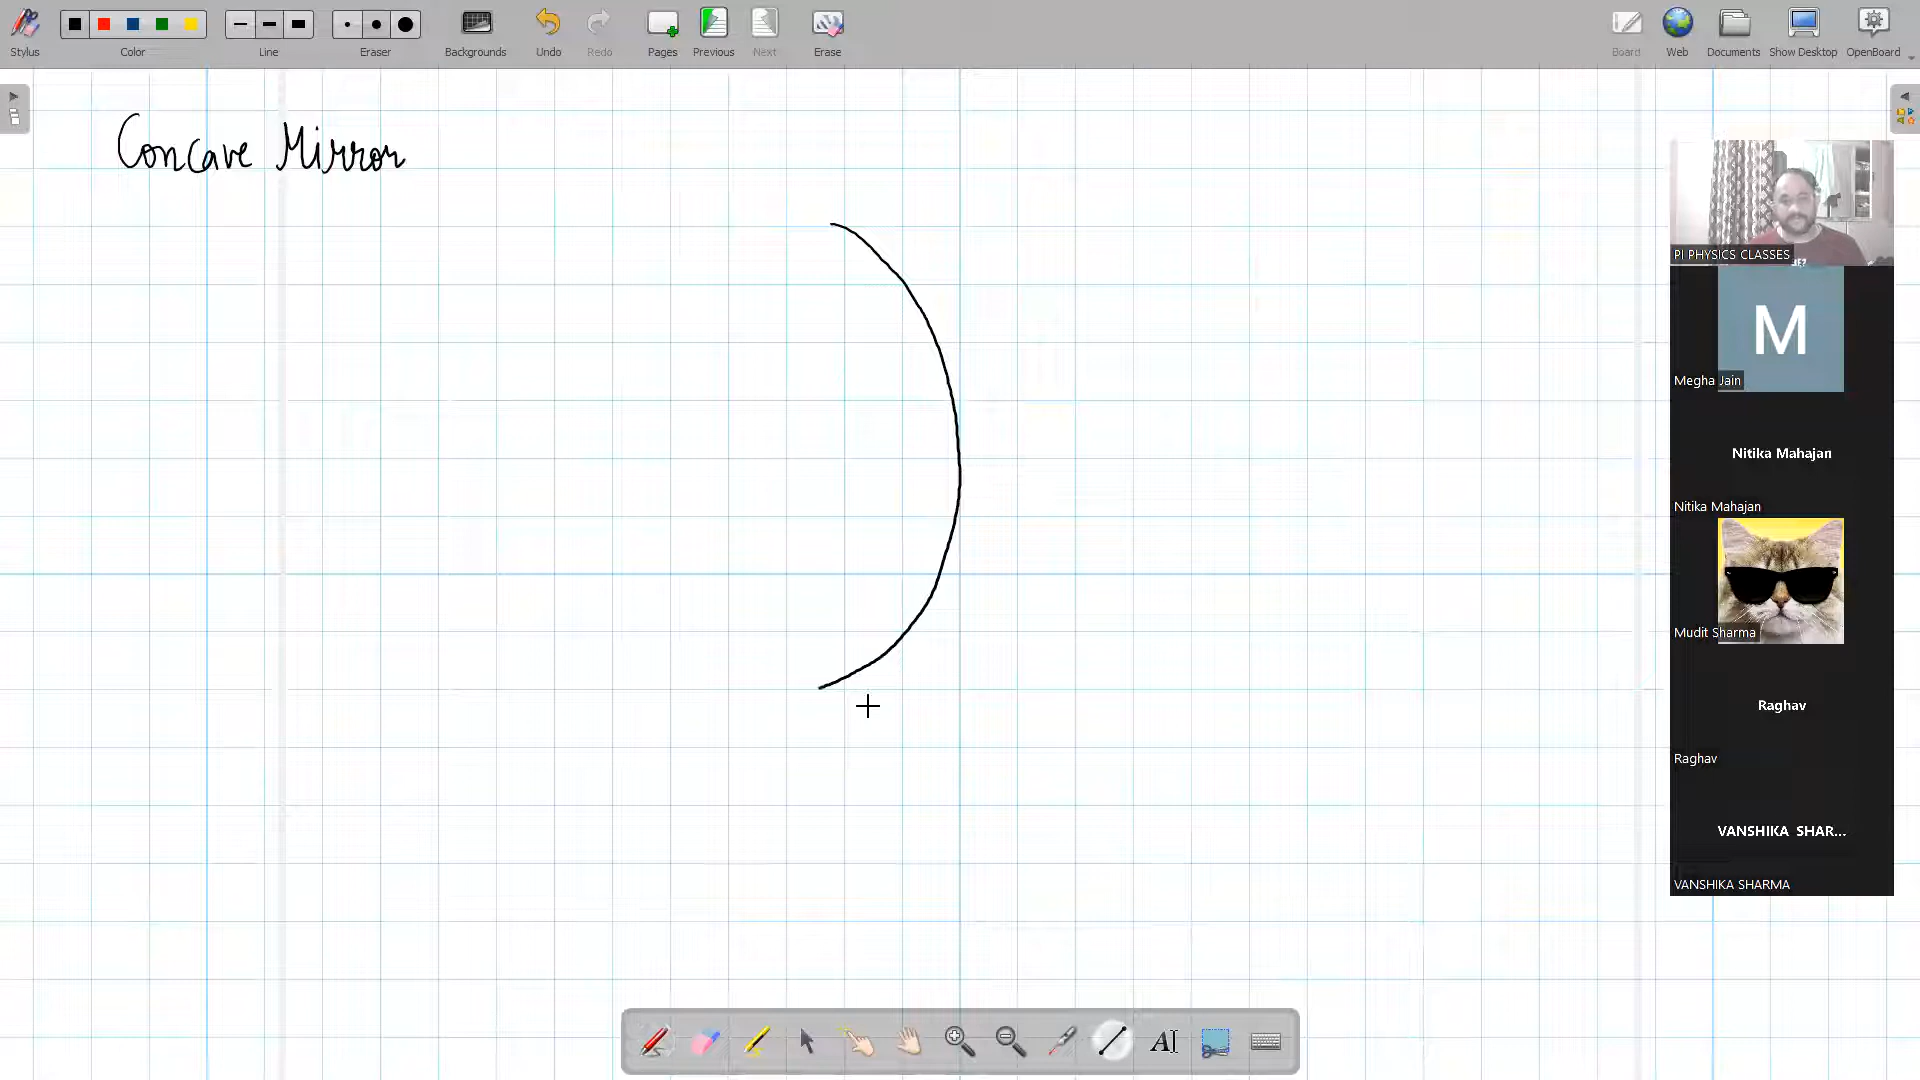 Stylus Color Line Eraser Backgrounds Undo Redo Pages Previous Next Erase Board Web Documents Show Desktop OpenBoard
Concave Mirror
PI PHYSICS CLASSES
M
Megha Jain
Nitika Mahajan
Nitika Mahajan
Mudit Sharma
Raghav
Raghav
VANSHIKA SHAR...
VANSHIKA SHARMA